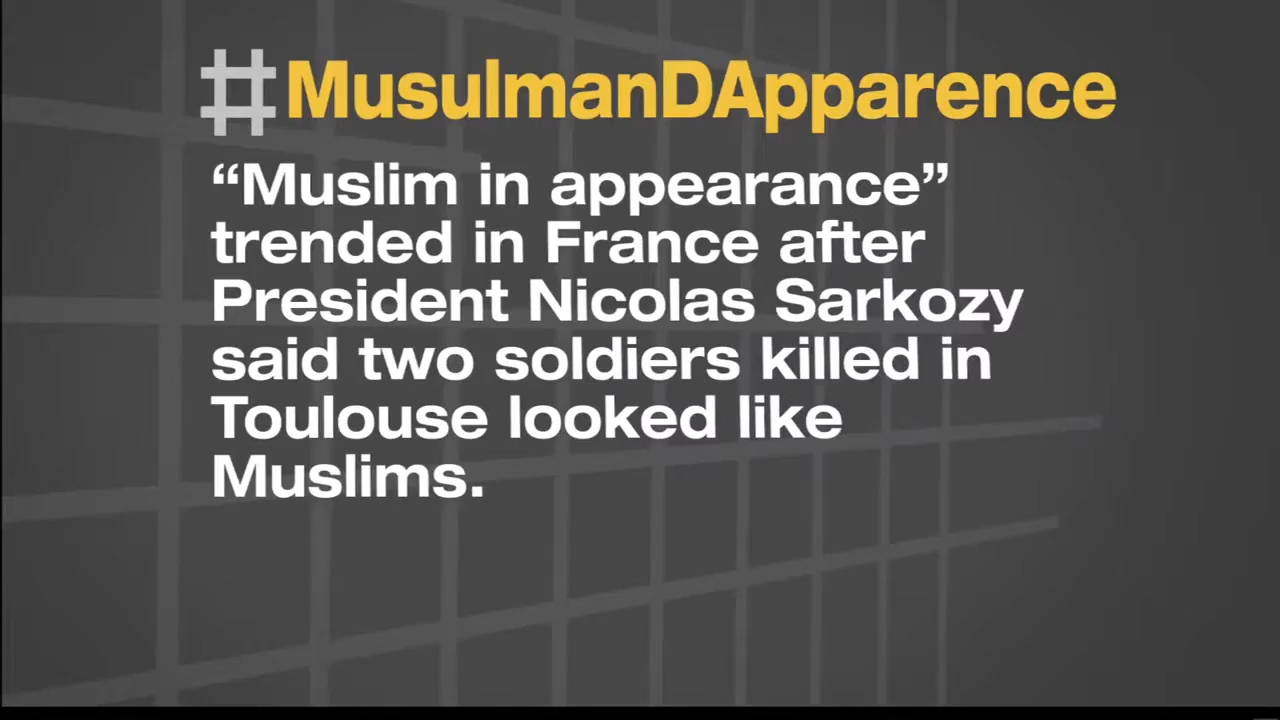 #MusulmanDApparence
“Muslim in appearance”
trended in France after
President Nicolas Sarkozy
said two soldiers killed in
Toulouse looked like
Muslims.